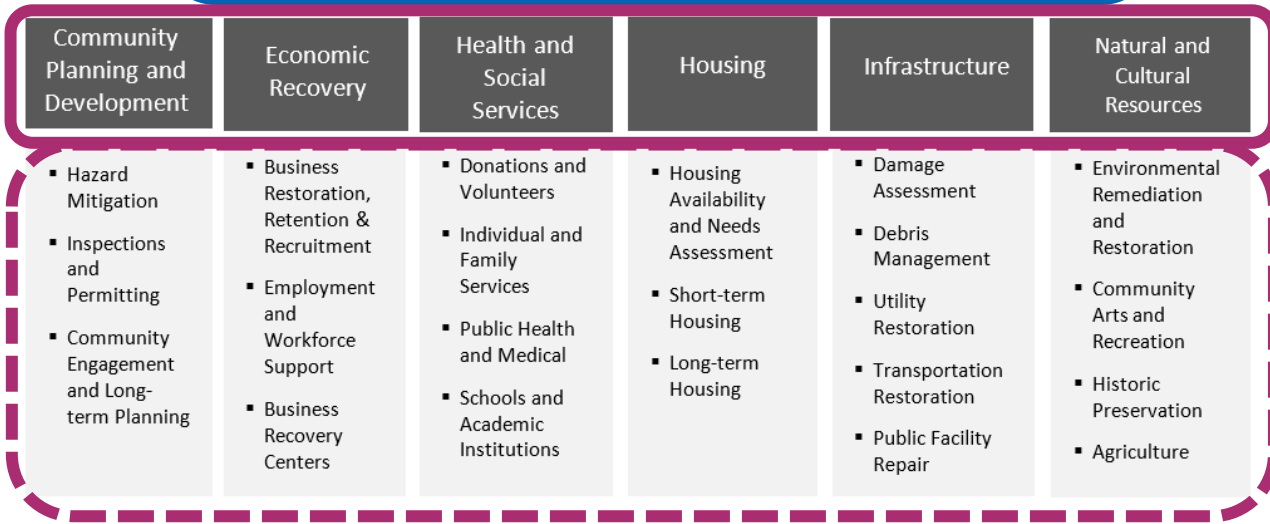 Community
Planning and
Development
Economic
Recovery
Health and
Social
Services
Housing
Infrastructure
Natural and
Cultural
Resources
▪ Hazard
Mitigation
▪ Inspections
and
Permitting
▪ Community
Engagement
and Long-
term Planning
▪ Business
Restoration,
Retention &
Recruitment
▪ Employment
and
Workforce
Support
▪ Business
Recovery
Centers
▪ Donations and
Volunteers
▪ Individual and
Family
Services
▪ Public Health
and Medical
▪ Schools and
Academic
Institutions
▪ Housing
Availability
and Needs
Assessment
▪ Short-term
Housing
▪ Long-term
Housing
▪ Damage
Assessment
▪ Debris
Management
▪ Utility
Restoration
▪ Transportation
Restoration
▪ Public Facility
Repair
▪ Environmental
Remediation
and
Restoration
▪ Community
Arts and
Recreation
▪ Historic
Preservation
▪ Agriculture